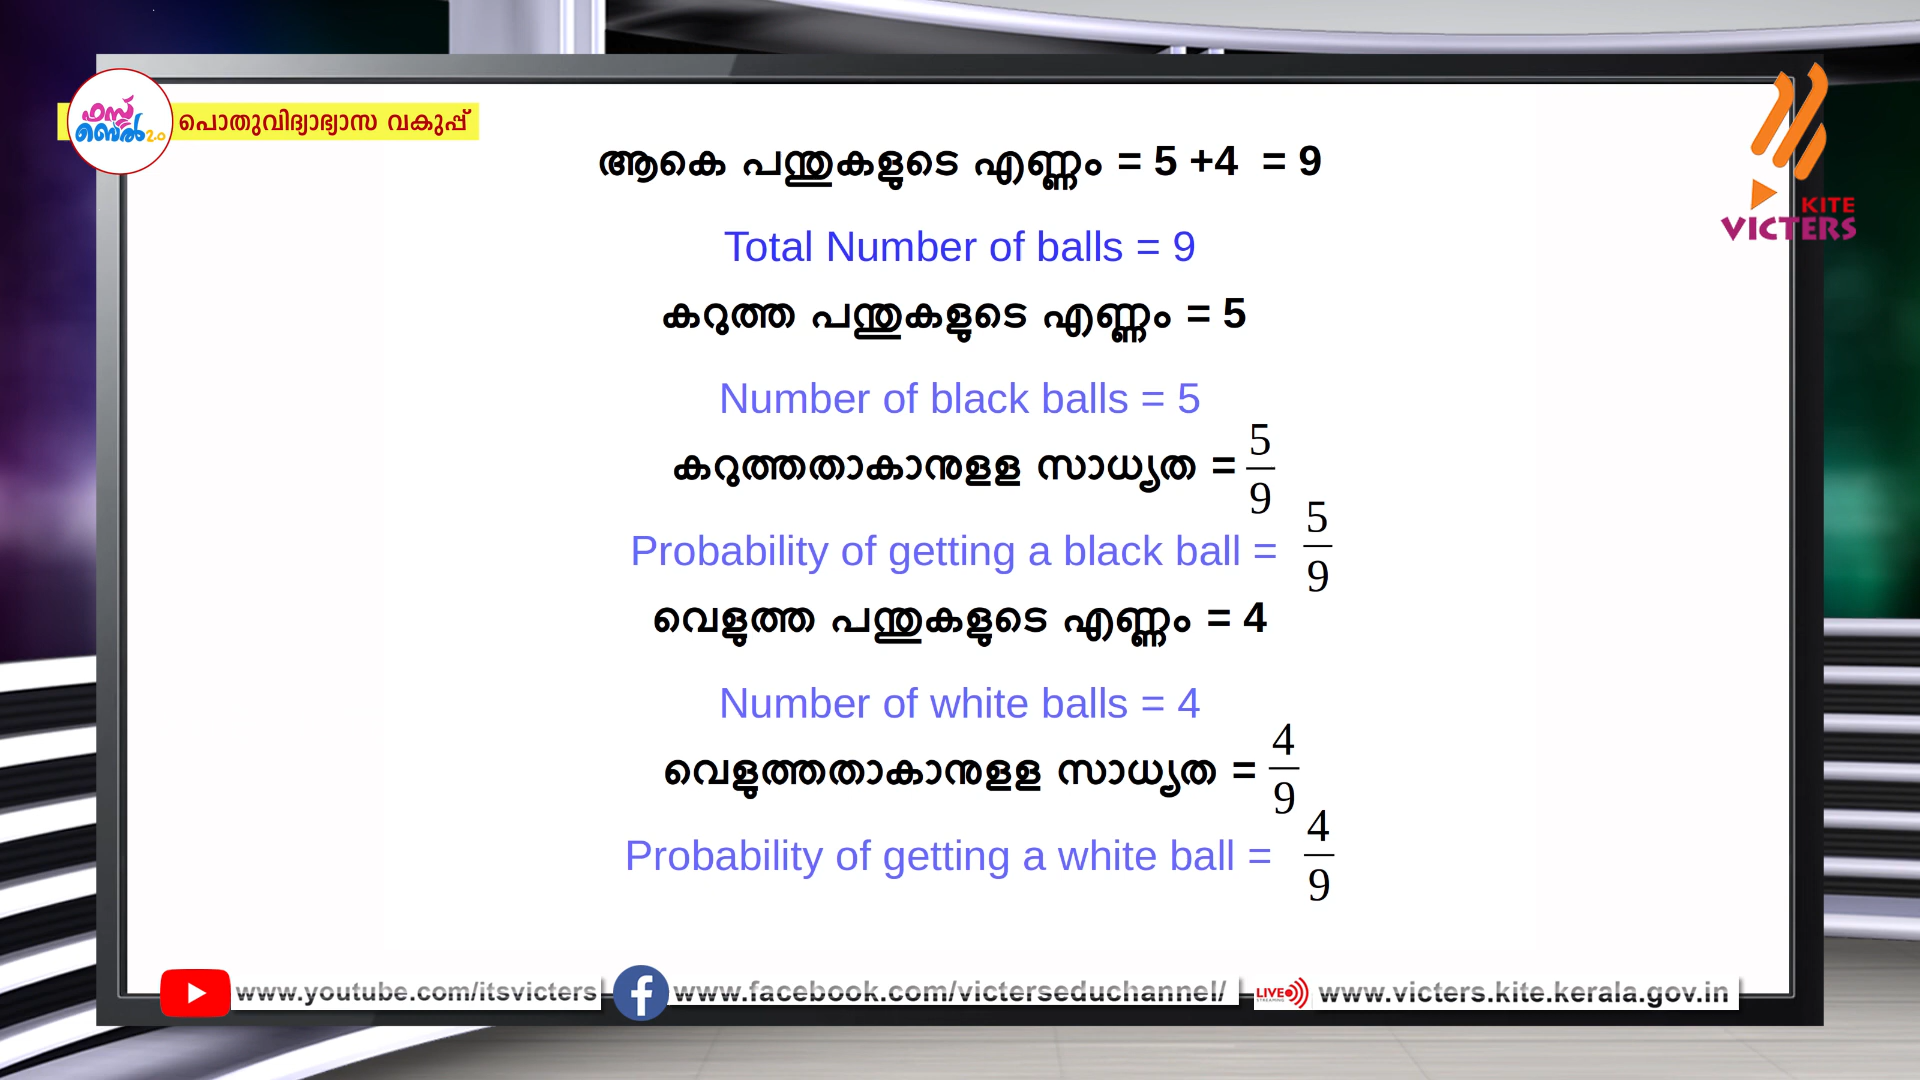 ഫസ്റ്റ്
ബെൽ 2.0
പൊതുവിദ്യാഭ്യാസ വകുപ്പ്
KITE
VICTERS
ആകെ പന്തുകളുടെ എണ്ണം = 5 +4 = 9
Total Number of balls = 9
കറുത്ത പന്തുകളുടെ എണ്ണം = 5
Number of black balls = 5
കറുത്തതാകാനുളള സാധ്യത = 5/9
Probability of getting a black ball = 5/9
വെളുത്ത പന്തുകളുടെ എണ്ണം = 4
Number of white balls = 4
വെളുത്തതാകാനുളള സാധ്യത = 4/9
Probability of getting a white ball = 4/9
www.youtube.com/itsvicters
www.facebook.com/victerseduchannel/
LIVE
STREAMING
www.victers.kite.kerala.gov.in